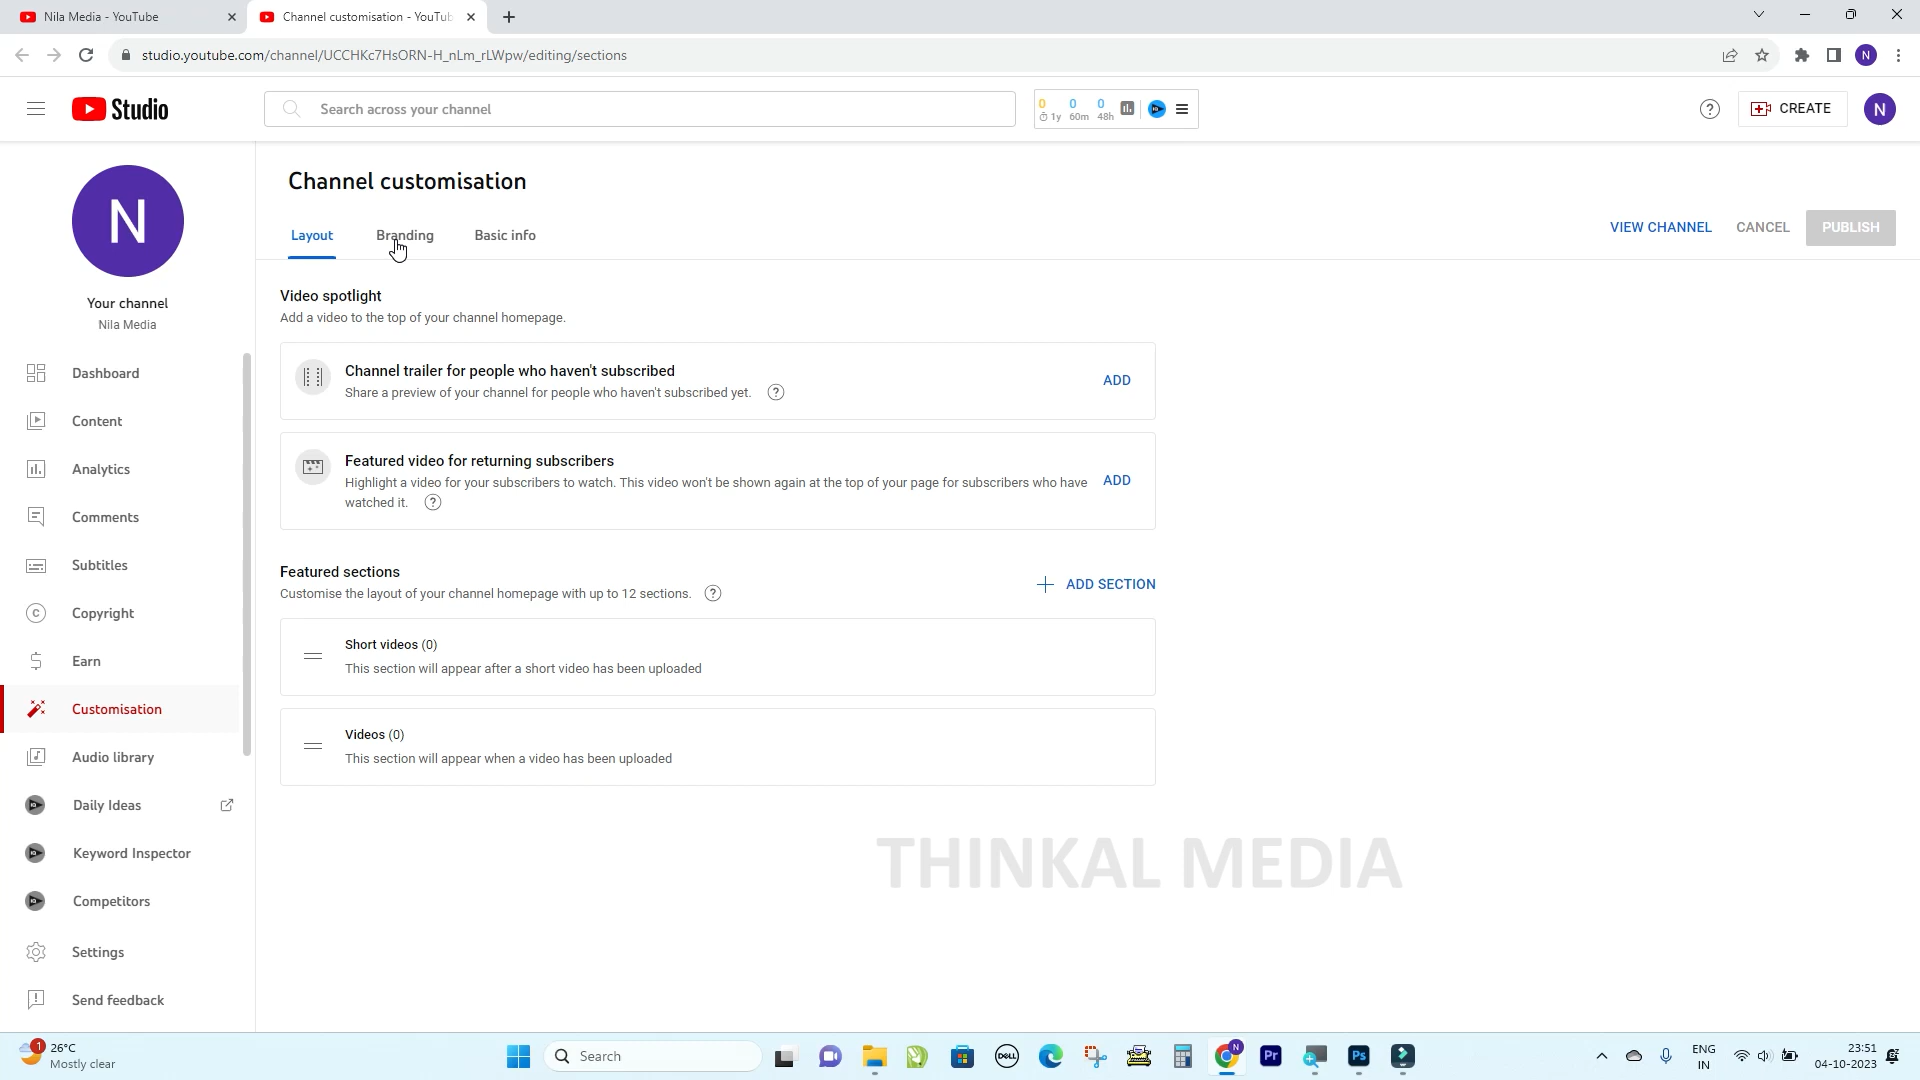 Nila Media - YouTube
Channel customisation - YouTub
studio.youtube.com/channel/UCCHKc7HsORN-H_nLm_rLWpw/editing/sections
N
Studio
Search across your channel
0 0 0
1y 60m 48h
CREATE
N
N
Your channel
Nila Media
Dashboard
Content
Analytics
Comments
Subtitles
Copyright
Earn
Customisation
Audio library
Daily Ideas
Keyword Inspector
Competitors
Settings
Send feedback
Channel customisation
Layout
Branding
Basic info
VIEW CHANNEL
CANCEL
PUBLISH
Video spotlight
Add a video to the top of your channel homepage.
Channel trailer for people who haven't subscribed
Share a preview of your channel for people who haven't subscribed yet.
ADD
Featured video for returning subscribers
Highlight a video for your subscribers to watch. This video won't be shown again at the top of your page for subscribers who have
watched it.
ADD
Featured sections
Customise the layout of your channel homepage with up to 12 sections.
ADD SECTION
Short videos (0)
This section will appear after a short video has been uploaded
Videos (0)
This section will appear when a video has been uploaded
THINKAL MEDIA
1
26°C
Mostly clear
Search
DELL
N
Pr
Ps
ENG
IN
23:51
04-10-2023